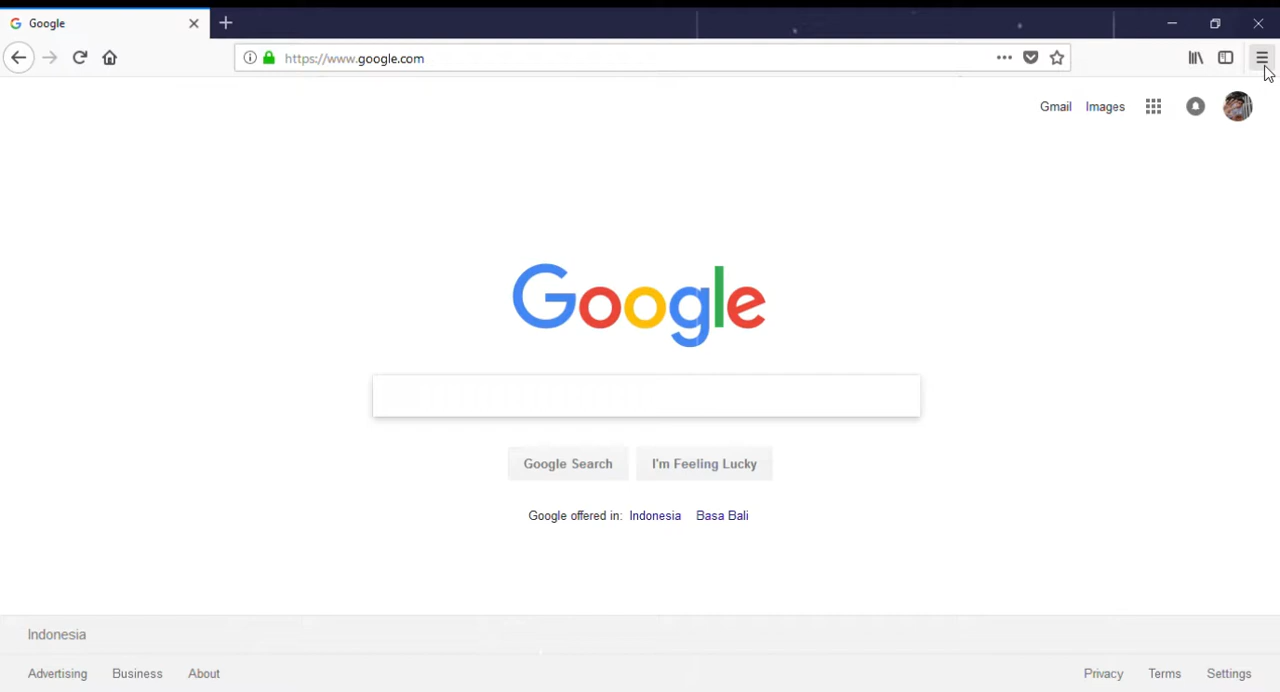 Google
https://www.google.com
Gmail Images
Google
Google Search I'm Feeling Lucky
Google offered in: Indonesia Basa Bali
Indonesia
Advertising Business About Privacy Terms Settings